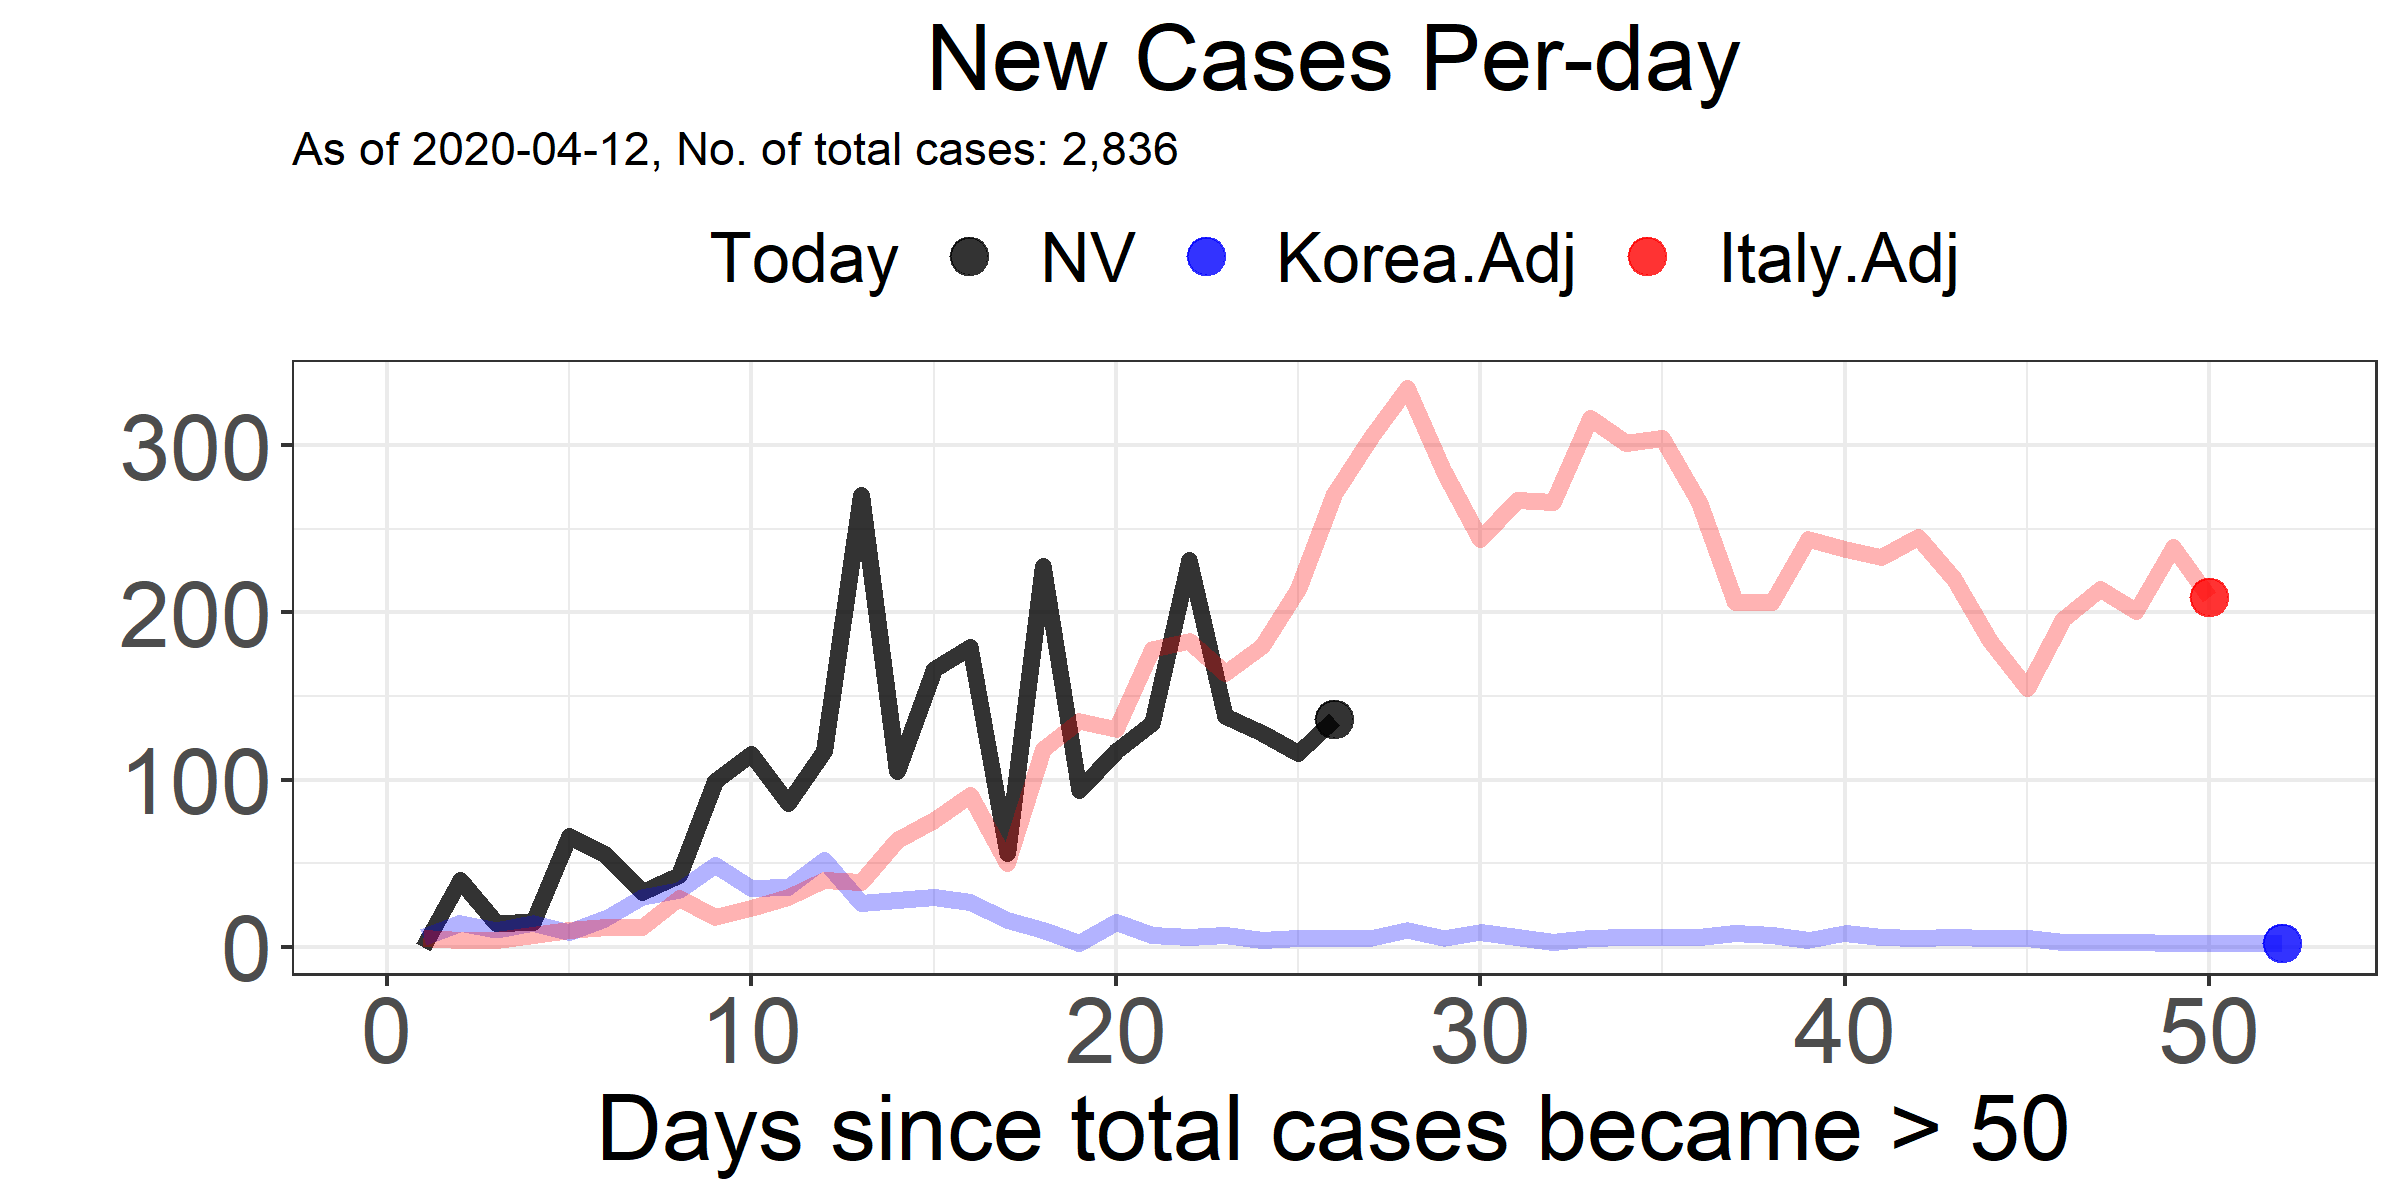 New Cases Per-day
As of 2020-04-12, No. of total cases: 2,836
Today NV Korea.Adj Italy.Adj
300
200
100
0
0 10 20 30 40 50
Days since total cases became > 50